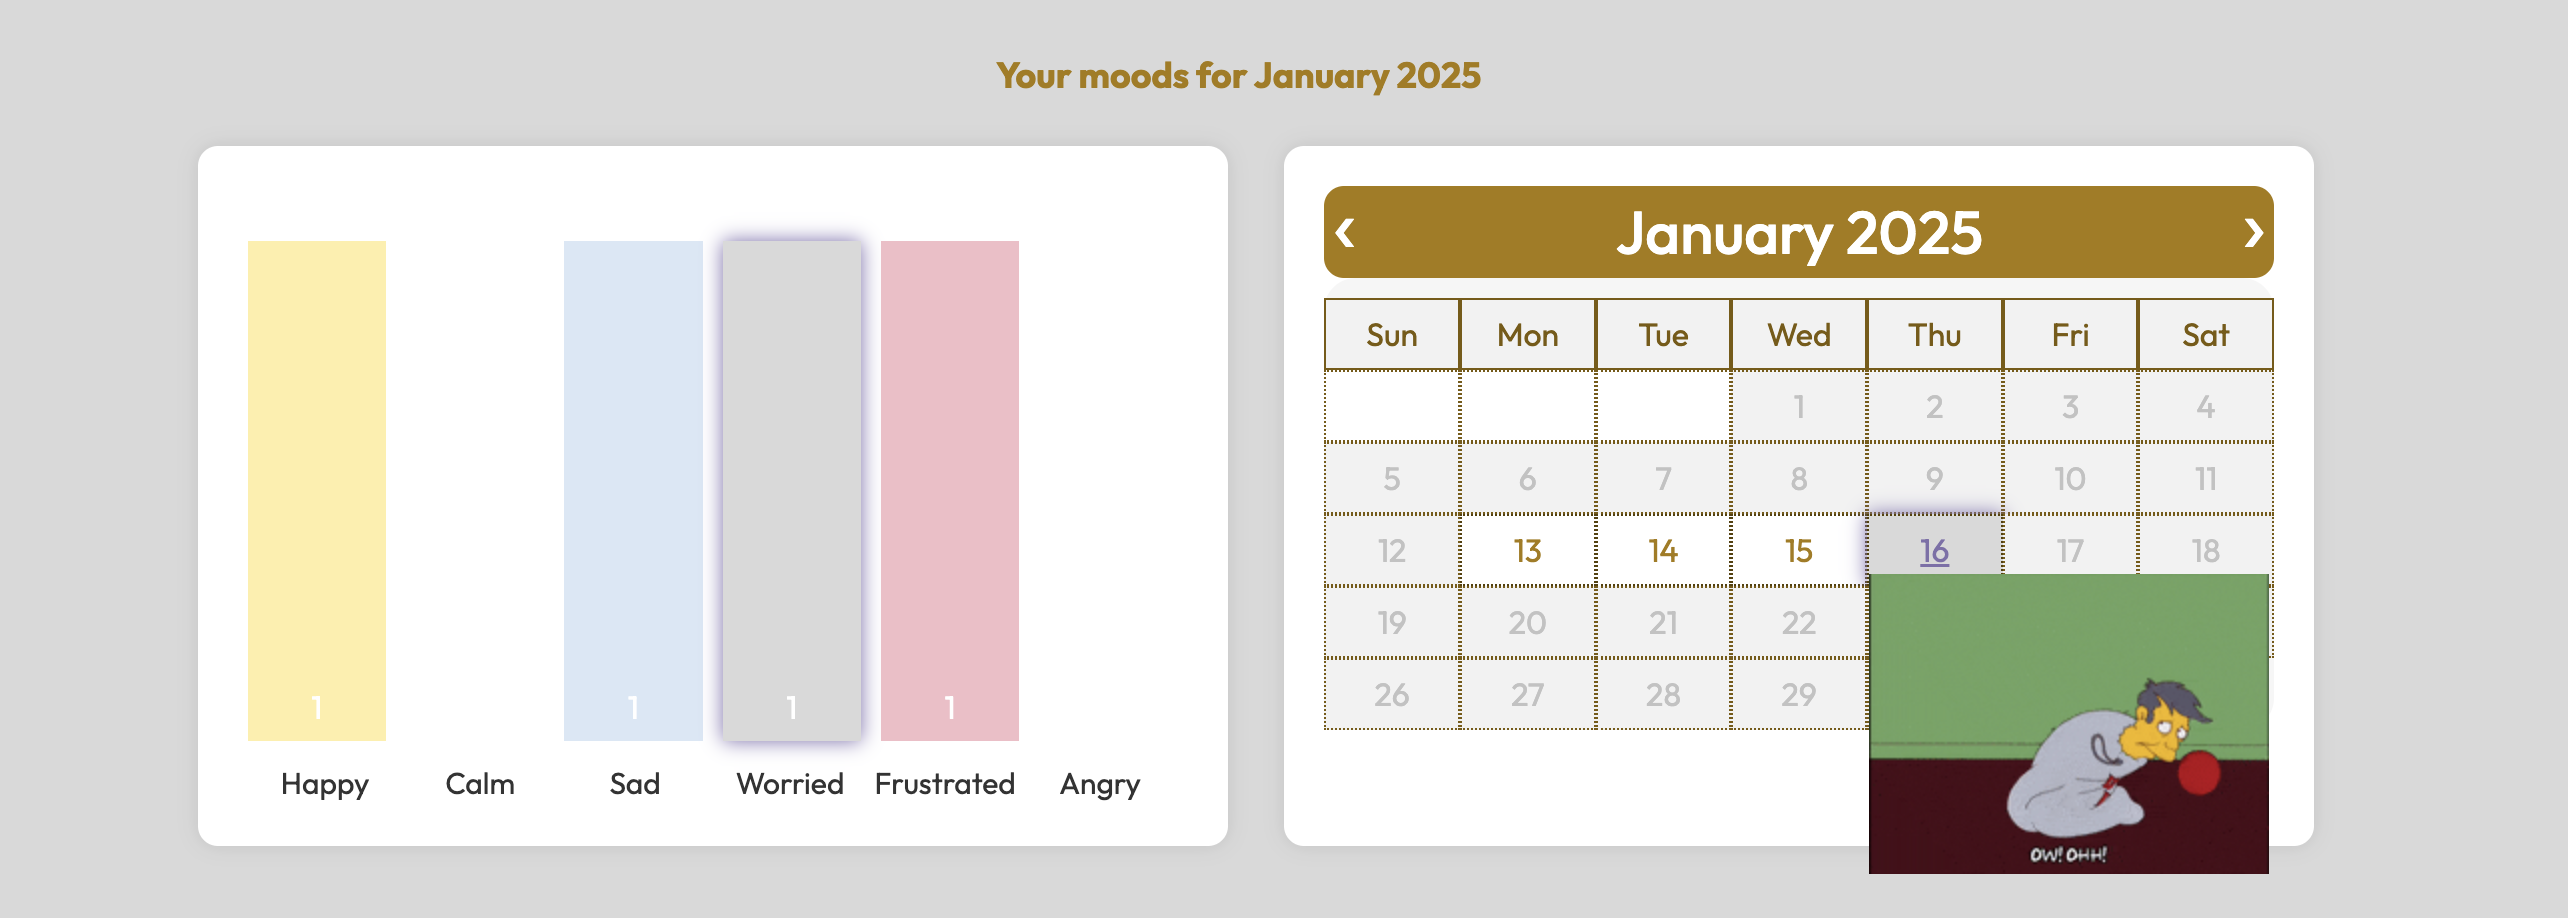 Your moods for January 2025
1 1 1 1
Happy Calm Sad Worried Frustrated Angry
‹ January 2025 ›
Sun Mon Tue Wed Thu Fri Sat
1 2 3 4
5 6 7 8 9 10 11
12 13 14 15 16 17 18
19 20 21 22
26 27 28 29
OW! OHH!